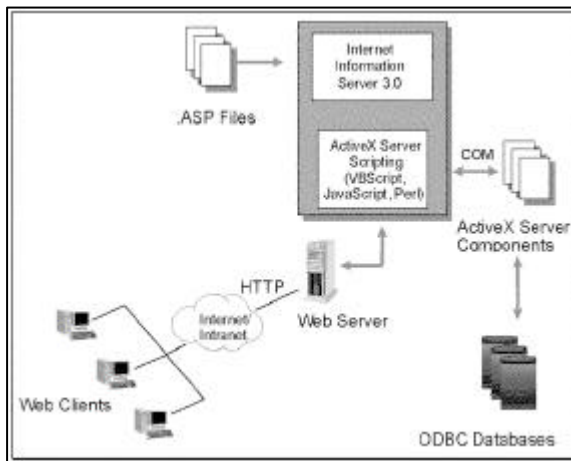 Internet
Information
Server 3.0
.ASP Files
ActiveX Server
Scripting
(VBScript,
JavaScript, Perl)
COM
ActiveX Server
Components
HTTP
Internet/
Intranet
Web Server
Web Clients
ODBC Databases